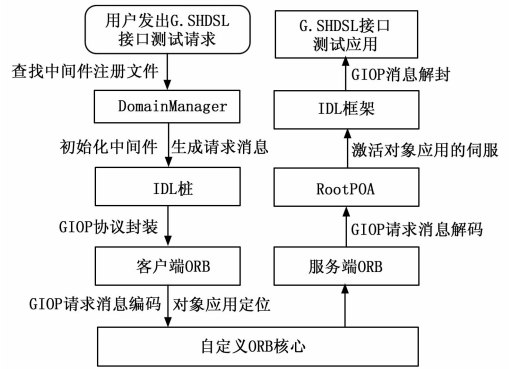 用户发出G.SHDSL
接口测试请求
查找中间件注册文件
DomainManager
初始化中间件 生成请求消息
IDL桩
GIOP协议封装
客户端ORB
GIOP请求消息编码 对象应用定位
自定义ORB核心
服务端ORB
GIOP请求消息解码
RootPOA
激活对象应用的伺服
IDL框架
GIOP消息解封
G.SHDSL接口
测试应用